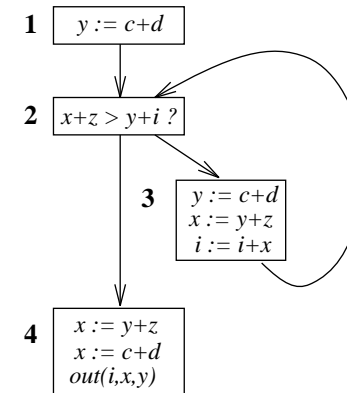 1 y := c+d
2 x+z > y+i ?
3 y := c+d
x := y+z
i := i+x
4 x := y+z
x := c+d
out(i,x,y)